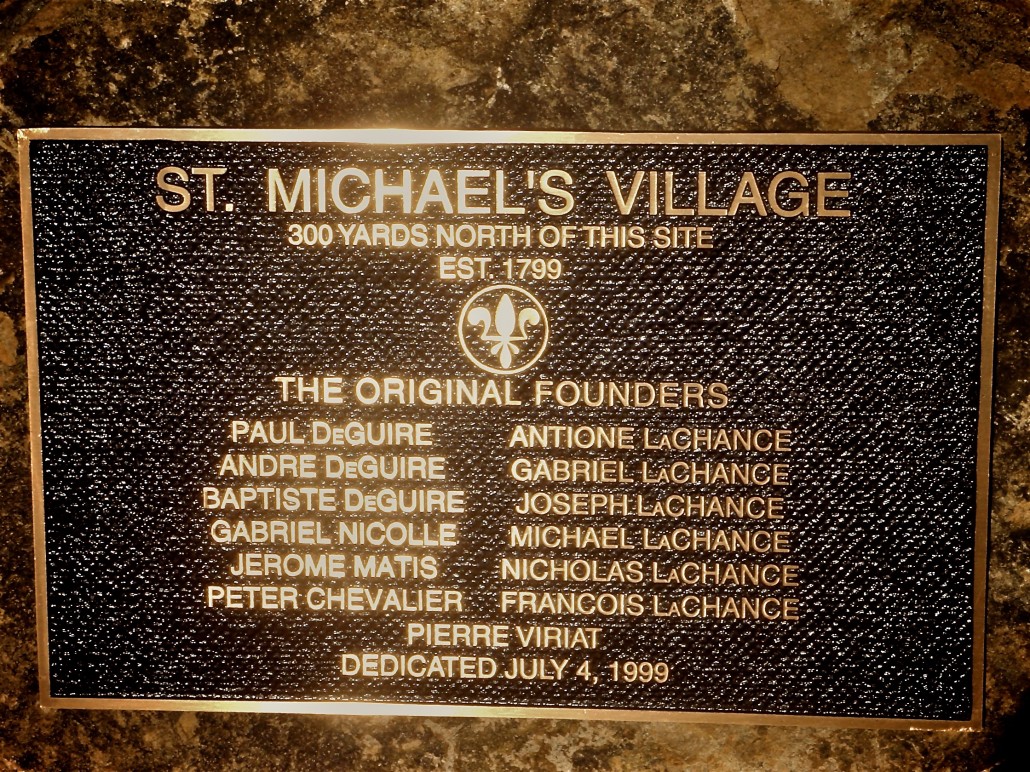 ST. MICHAEL'S VILLAGE
300 YARDS NORTH OF THIS SITE
EST. 1799
THE ORIGINAL FOUNDERS
PAUL DeGUIRE ANTIONE LaCHANCE
ANDRE DeGUIRE GABRIEL LaCHANCE
BAPTISTE DeGUIRE JOSEPH LaCHANCE
GABRIEL NICOLLE MICHAEL LaCHANCE
JEROME MATIS NICHOLAS LaCHANCE
PETER CHEVALIER FRANCOIS LaCHANCE
PIERRE VIRIAT
DEDICATED JULY 4, 1999